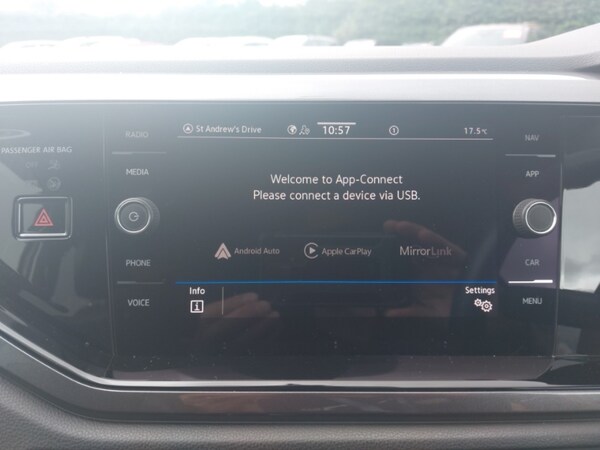 St Andrew's Drive
10:57
17.5°C
RADIO
NAV
PASSENGER AIR BAG
Welcome to App-Connect
Please connect a device via USB.
MEDIA
APP
Android Auto
Apple CarPlay
MirrorLink
PHONE
CAR
Info
Settings
VOICE
MENU